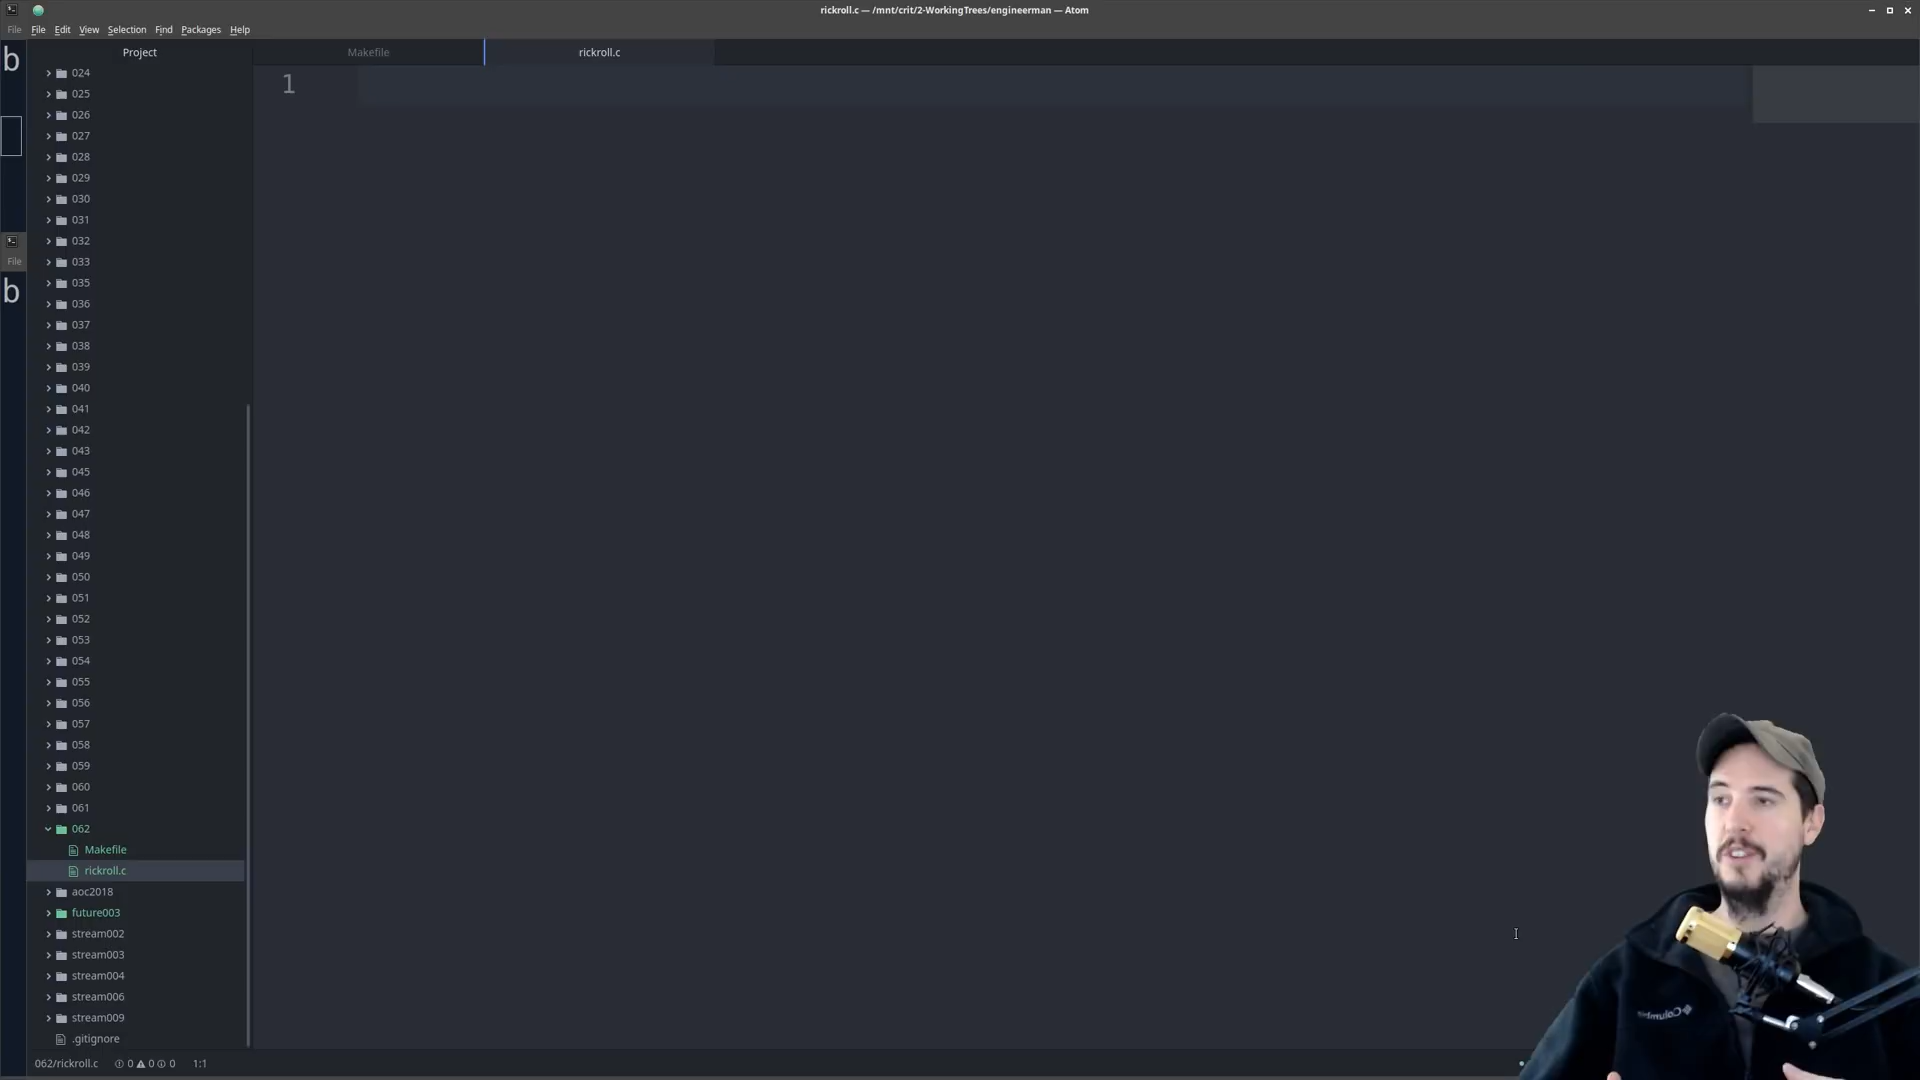 rickroll.c — /mnt/crit/2-WorkingTrees/engineerman — Atom
File
File Edit View Selection Find Packages Help
b
Project
Makefile
rickroll.c
1
024
025
026
027
028
029
030
031
032
033
035
036
037
038
039
040
041
042
043
045
046
047
048
049
050
051
052
053
054
055
056
057
058
059
060
061
062
Makefile
rickroll.c
aoc2018
future003
stream002
stream003
stream004
stream006
stream009
.gitignore
File
b
062/rickroll.c 0 0 0 1:1
Columbia